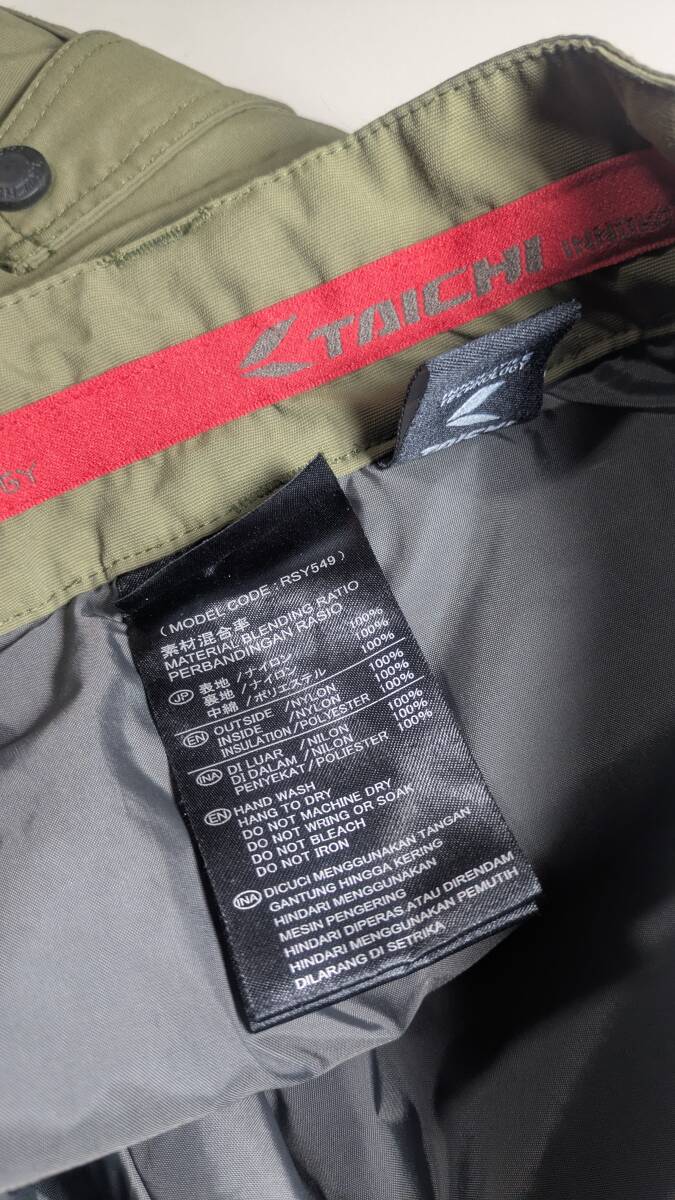 TAICHI
GY
TECHNOLOGY
( MODEL CODE : RSY549 )
素材混合率
MATERIAL BLENDING RATIO
PERBANDINGAN RASIO
JP 表地/ナイロン 100%
裏地/ナイロン 100%
中綿/ポリエステル 100%
EN OUTSIDE /NYLON 100%
INSIDE /NYLON 100%
INSULATION/POLYESTER 100%
INA DI LUAR /NILON 100%
DI DALAM /NILON 100%
PENYEKAT/POLIESTER 100%
EN HAND WASH
HANG TO DRY
DO NOT MACHINE DRY
DO NOT WRING OR SOAK
DO NOT BLEACH
DO NOT IRON
INA DICUCI MENGGUNAKAN TANGAN
GANTUNG HINGGA KERING
HINDARI MENGGUNAKAN
MESIN PENGERING
HINDARI DIPERAS ATAU DIRENDAM
HINDARI MENGGUNAKAN PEMUTIH
DILARANG DI SETRIKA